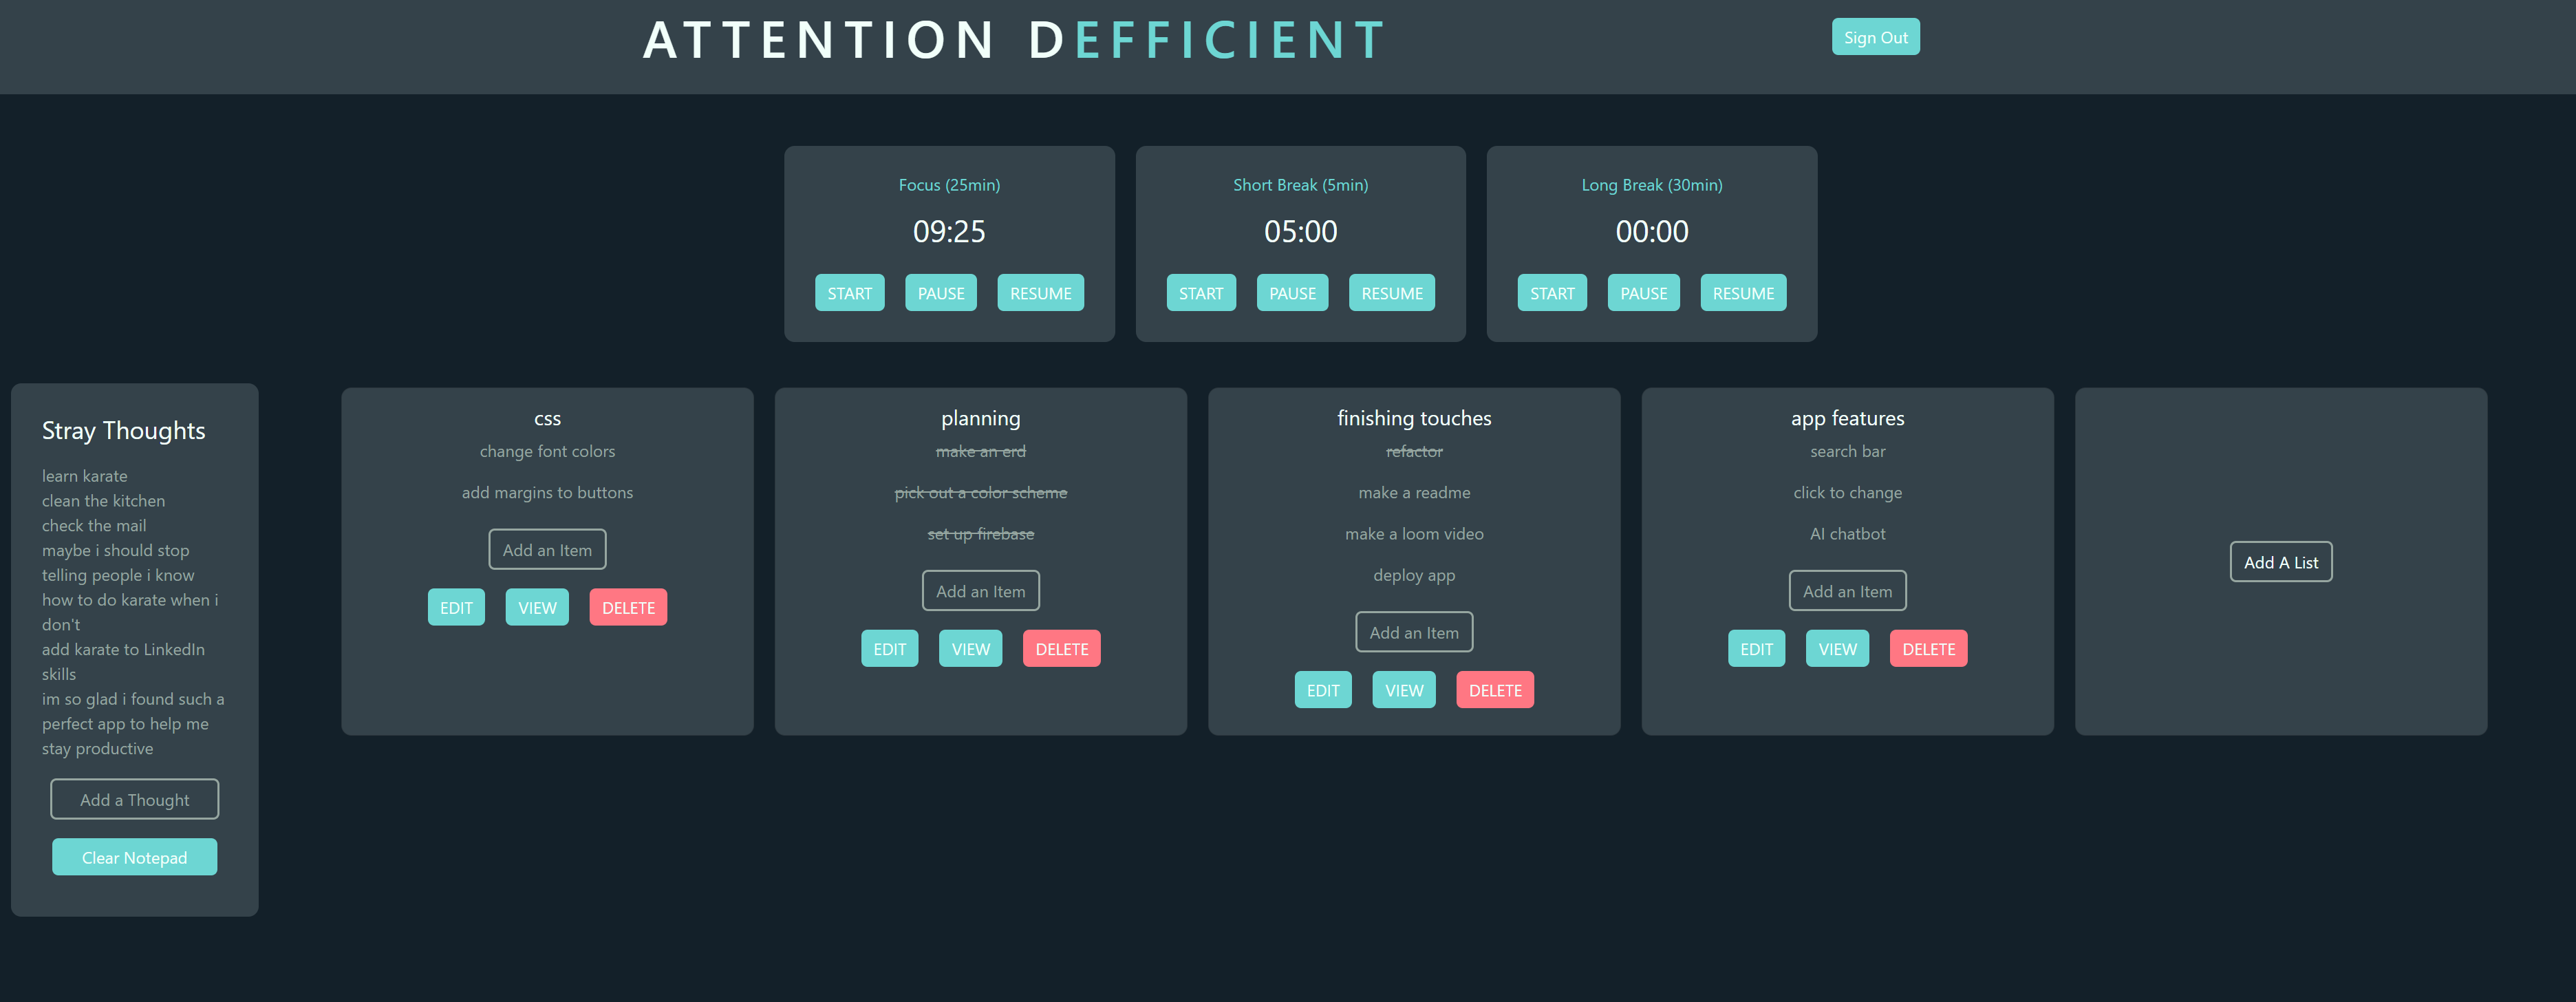 ATTENTION DEFFICIENT
Sign Out
Focus (25min)
09:25
START PAUSE RESUME
Short Break (5min)
05:00
START PAUSE RESUME
Long Break (30min)
00:00
START PAUSE RESUME
Stray Thoughts
learn karate
clean the kitchen
check the mail
maybe i should stop
telling people i know
how to do karate when i
don't
add karate to LinkedIn
skills
im so glad i found such a
perfect app to help me
stay productive
Add a Thought
Clear Notepad
css
change font colors
add margins to buttons
Add an Item
EDIT VIEW DELETE
planning
make an erd
pick out a color scheme
set up firebase
Add an Item
EDIT VIEW DELETE
finishing touches
refactor
make a readme
make a loom video
deploy app
Add an Item
EDIT VIEW DELETE
app features
search bar
click to change
AI chatbot
Add an Item
EDIT VIEW DELETE
Add A List